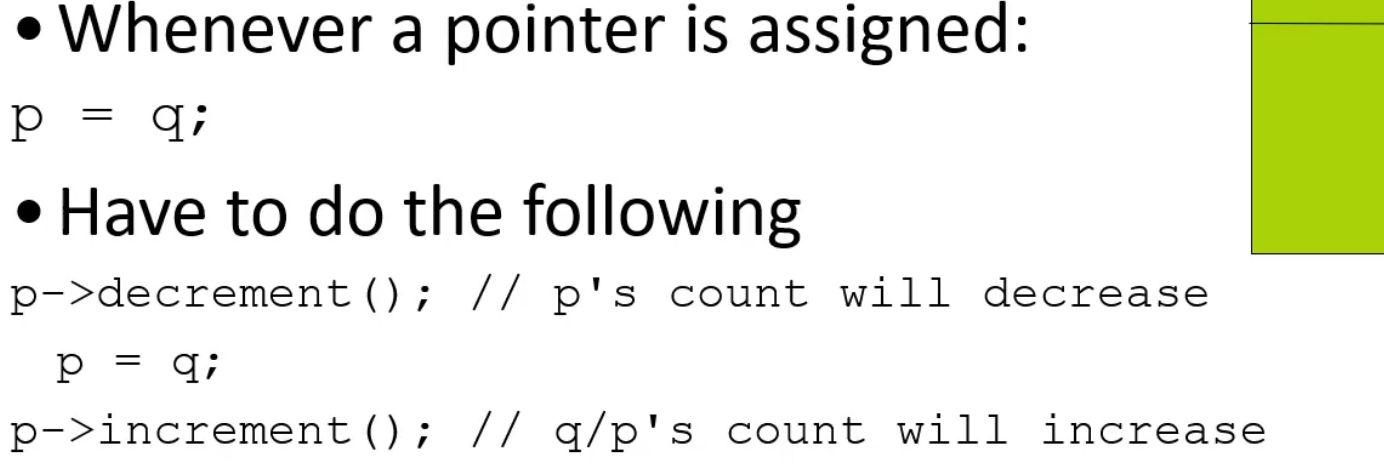 • Whenever a pointer is assigned:
p = q;
• Have to do the following
p->decrement(); // p's count will decrease
p = q;
p->increment(); // q/p's count will increase